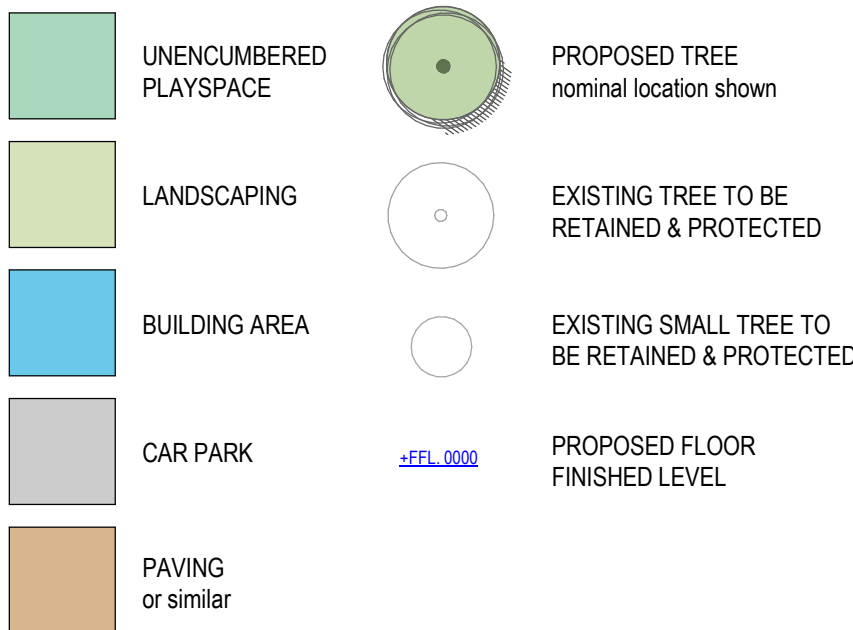 UNENCUMBERED
PLAYSPACE
LANDSCAPING
BUILDING AREA
CAR PARK
PAVING
or similar
PROPOSED TREE
nominal location shown
EXISTING TREE TO BE
RETAINED & PROTECTED
EXISTING SMALL TREE TO
BE RETAINED & PROTECTED
+FFL. 0000
PROPOSED FLOOR
FINISHED LEVEL